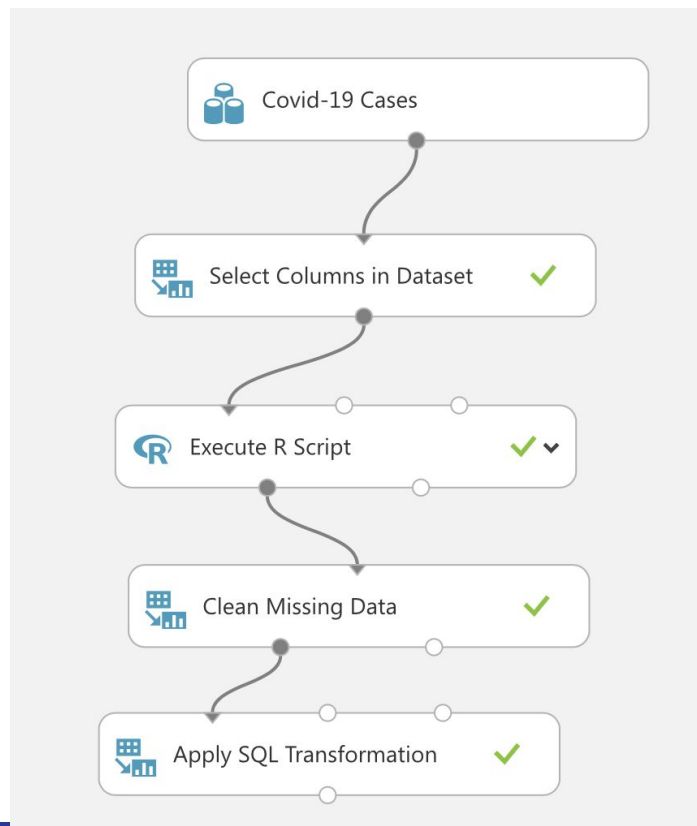 Covid-19 Cases
Select Columns in Dataset
R Execute R Script
Clean Missing Data
Apply SQL Transformation